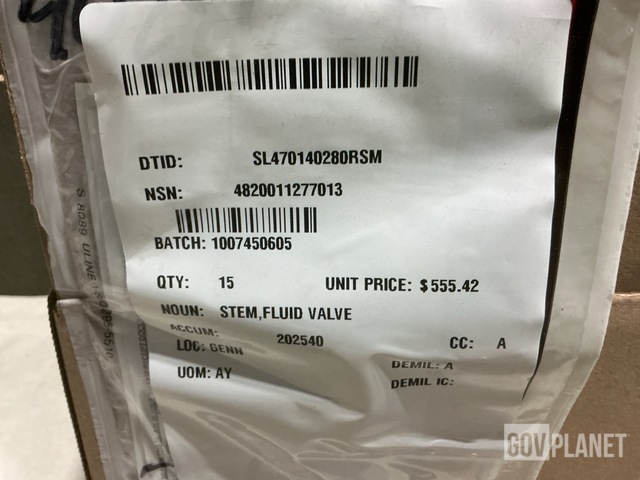 DTID: SL470140280RSM
NSN: 4820011277013
BATCH: 1007450605
QTY: 15 UNIT PRICE: $555.42
NOUN: STEM,FLUID VALVE
ACCUM: 202540 CC: A
LOC: GENN DEMIL: A
UOM: AY DEMIL IC:
S 8089 ULINE
GOVPLANET